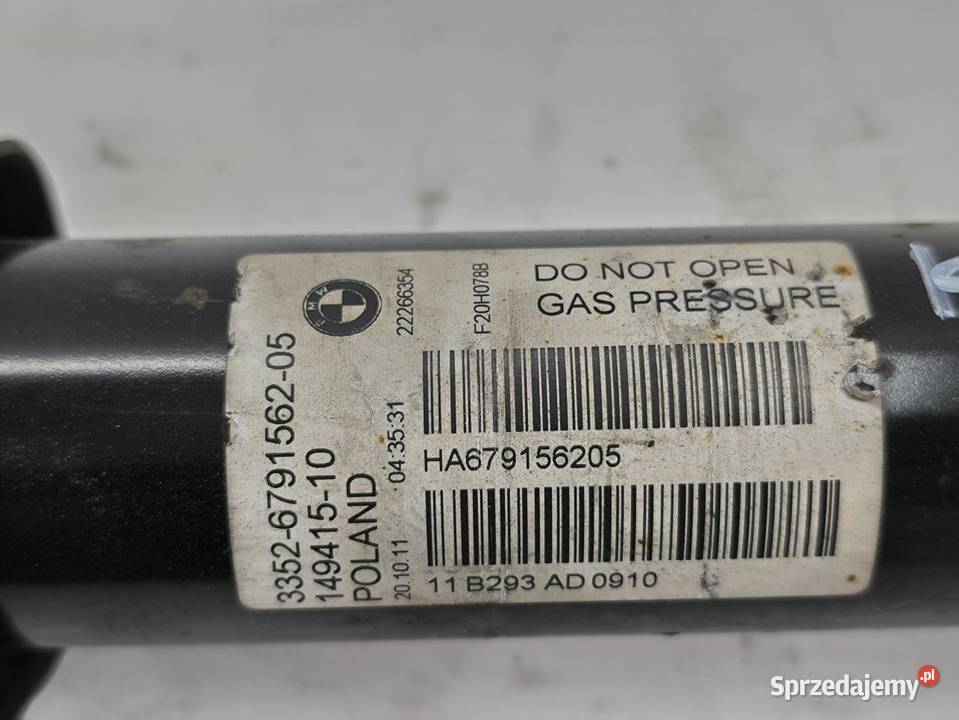 DO NOT OPEN
GAS PRESSURE
BMW
22266354
F20H078B
3352-6791562-05
149415-10
POLAND
20.10.11 04:35:31
HA679156205
11 B293 AD 0910
Sprzedajemy.pl